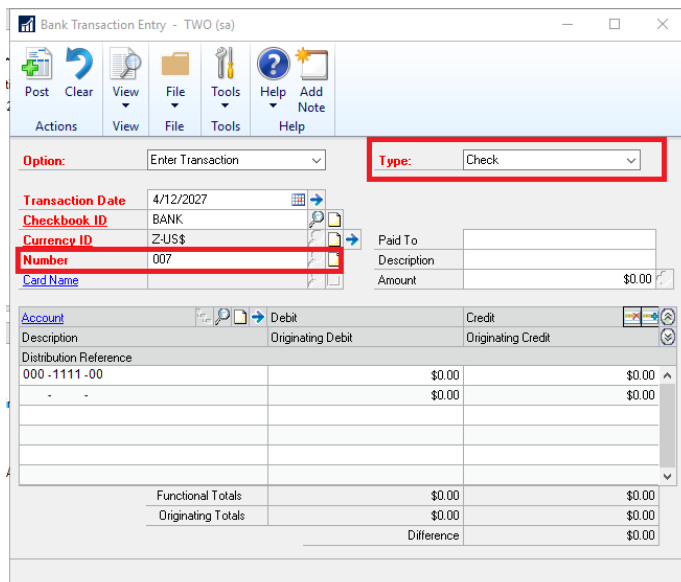 Bank Transaction Entry - TWO (sa)
Post Clear View File Tools Help Add Note
Actions View File Tools Help
Option: Enter Transaction Type: Check
Transaction Date 4/12/2027
Checkbook ID BANK
Currency ID Z-US$ Paid To
Number 007 Description
Card Name Amount $0.00
Account Debit Credit
Description Originating Debit Originating Credit
Distribution Reference
000 -1111 -00 $0.00 $0.00
- - $0.00 $0.00
Functional Totals $0.00 $0.00
Originating Totals $0.00 $0.00
Difference $0.00